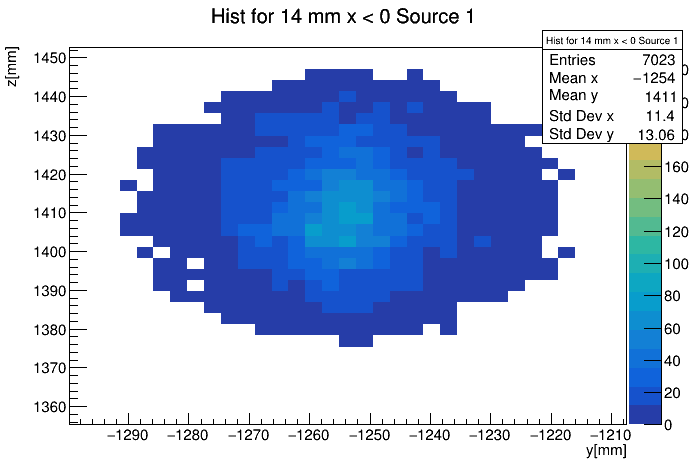 Hist for 14 mm x < 0 Source 1
z[mm]
Hist for 14 mm x < 0 Source 1
Entries 7023
Mean x −1254
Mean y 1411
Std Dev x 11.4
Std Dev y 13.06
1450
1440
1430
1420
1410
1400
1390
1380
1370
1360
160
140
120
100
80
60
40
20
0
−1290 −1280 −1270 −1260 −1250 −1240 −1230 −1220 −1210
y[mm]